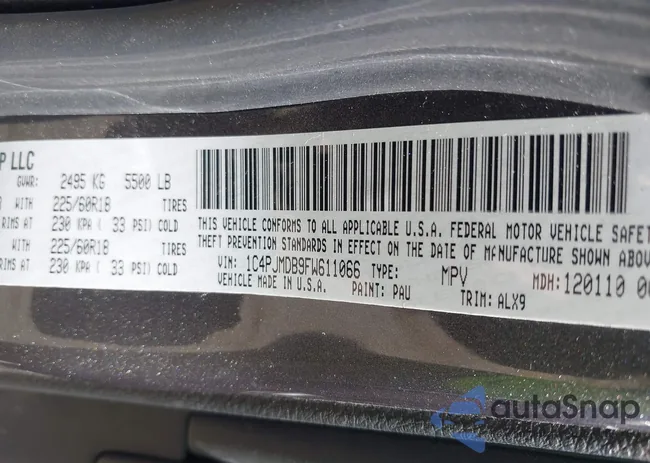 P LLC
GVWR: 2495 KG 5500 LB
WITH 225/60R18 TIRES
RIMS AT 230 KPA ( 33 PSI) COLD
WITH 225/60R18 TIRES
RIMS AT 230 KPA ( 33 PSI) COLD
THIS VEHICLE CONFORMS TO ALL APPLICABLE U.S.A. FEDERAL MOTOR VEHICLE SAFET
THEFT PREVENTION STANDARDS IN EFFECT ON THE DATE OF MANUFACTURE SHOWN ABOV
VIN: 1C4PJMDB9FW611066 TYPE: MPV MDH: 120110 00
VEHICLE MADE IN U.S.A. PAINT: PAU TRIM: ALX9
autoSnap